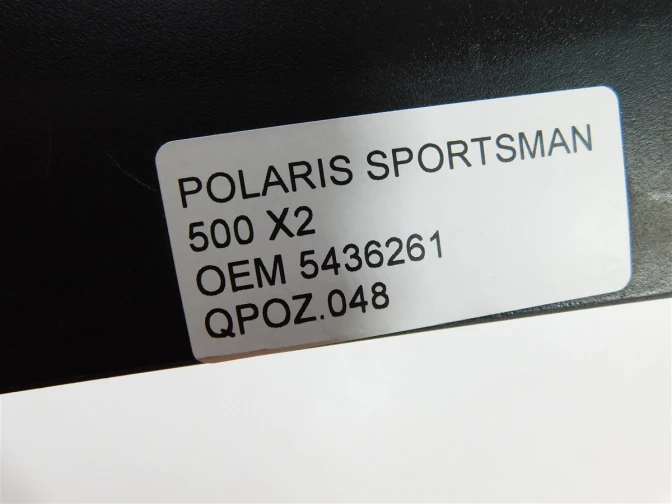 POLARIS SPORTSMAN
500 X2
OEM 5436261
QPOZ.048